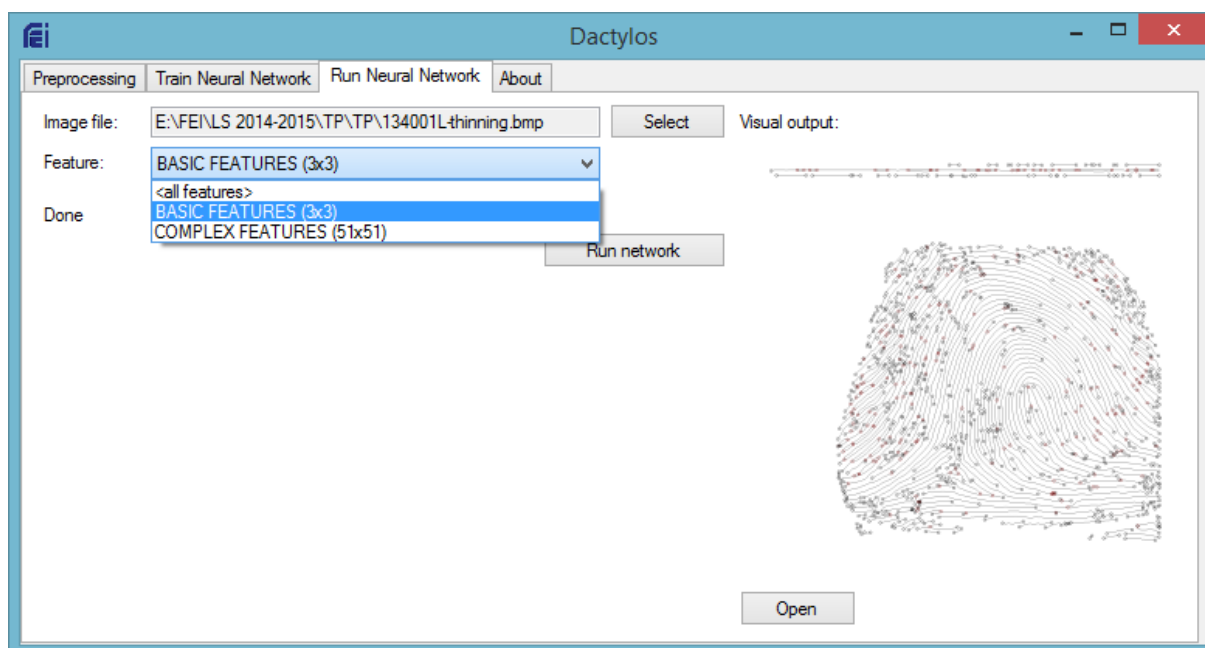 FEI
Dactylos
Preprocessing Train Neural Network Run Neural Network About
Image file: E:\FEI\LS 2014-2015\TP\TP\134001L-thinning.bmp Select Visual output:
Feature: BASIC FEATURES (3x3)
<all features>
Done BASIC FEATURES (3x3)
COMPLEX FEATURES (51x51)
Run network
Open